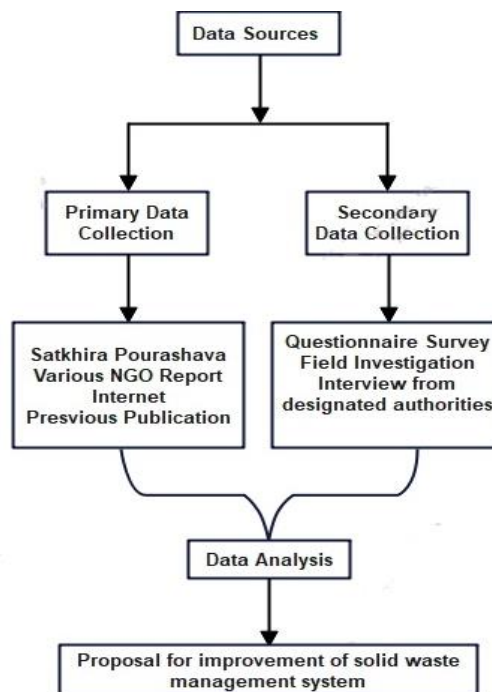 Data Sources
Primary Data
Collection
Secondary
Data Collection
Satkhira Pourashava
Various NGO Report
Internet
Presvious Publication
Questionnaire Survey
Field Investigation
Interview from
designated authorities
Data Analysis
Proposal for improvement of solid waste
management system